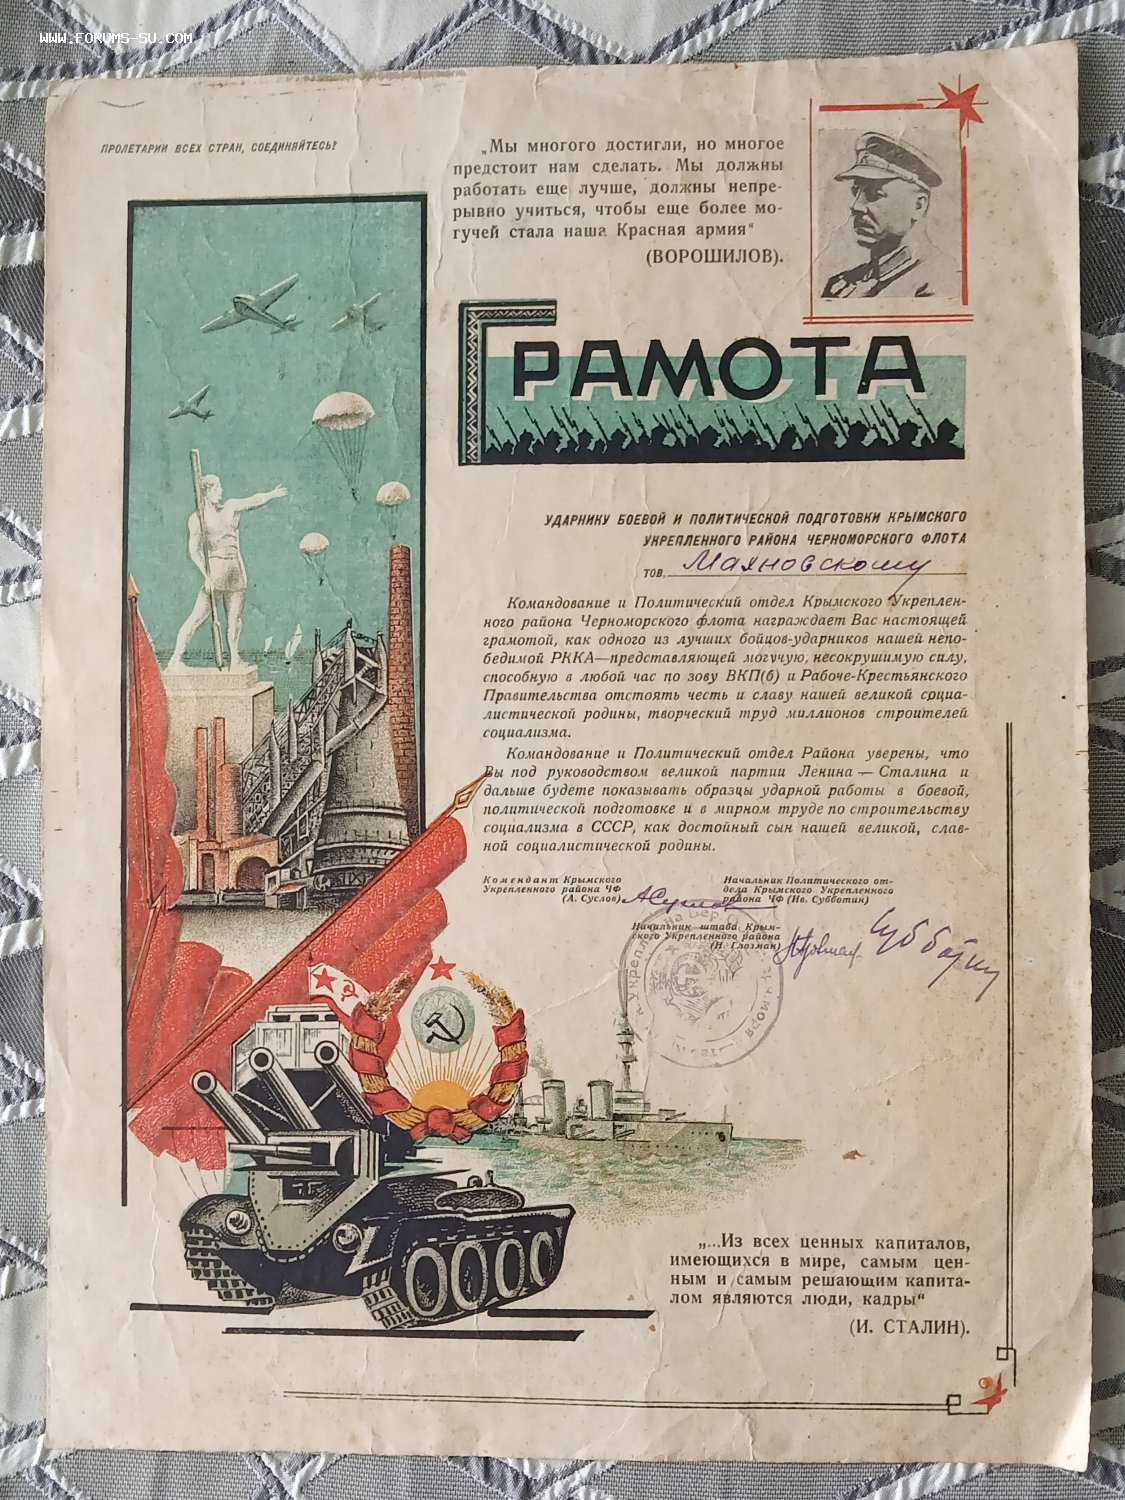 WWW.FORUMS-SU.COM
ПРОЛЕТАРИИ ВСЕХ СТРАН, СОЕДИНЯЙТЕСЬ!
„Мы многого достигли, но многое
предстоит нам сделать. Мы должны
работать еще лучше, должны непре-
рывно учиться, чтобы еще более мо-
гучей стала наша Красная армия“
(ВОРОШИЛОВ).
ГРАМОТА
УДАРНИКУ БОЕВОЙ И ПОЛИТИЧЕСКОЙ ПОДГОТОВКИ КРЫМСКОГО
УКРЕПЛЕННОГО РАЙОНА ЧЕРНОМОРСКОГО ФЛОТА
тов. Маяновскому
Командование и Политический отдел Крымского Укреплен-
ного района Черноморского флота награждает Вас настоящей
грамотой, как одного из лучших бойцов-ударников нашей непо-
бедимой РККА—представляющей могучую, несокрушимую силу,
способную в любой час по зову ВКП(б) и Рабоче-Крестьянского
Правительства отстоять честь и славу нашей великой социа-
листической родины, творческий труд миллионов строителей
социализма.
Командование и Политический отдел Района уверены, что
Вы под руководством великой партии Ленина — Сталина и
дальше будете показывать образцы ударной работы в боевой,
политической подготовке и в мирном труде по строительству
социализма в СССР, как достойный сын нашей великой, слав-
ной социалистической родины.
Комендант Крымского
Укрепленного района ЧФ
(А. Суслов) АСуслов
Начальник Политического от-
дела Крымского Укрепленного
района ЧФ (Ив. Субботин)
Начальник штаба Крым-
ского Укрепленного района
(Н. Глозман)
Субботин
„...Из всех ценных капиталов,
имеющихся в мире, самым цен-
ным и самым решающим капита-
лом являются люди, кадры“
(И. СТАЛИН).